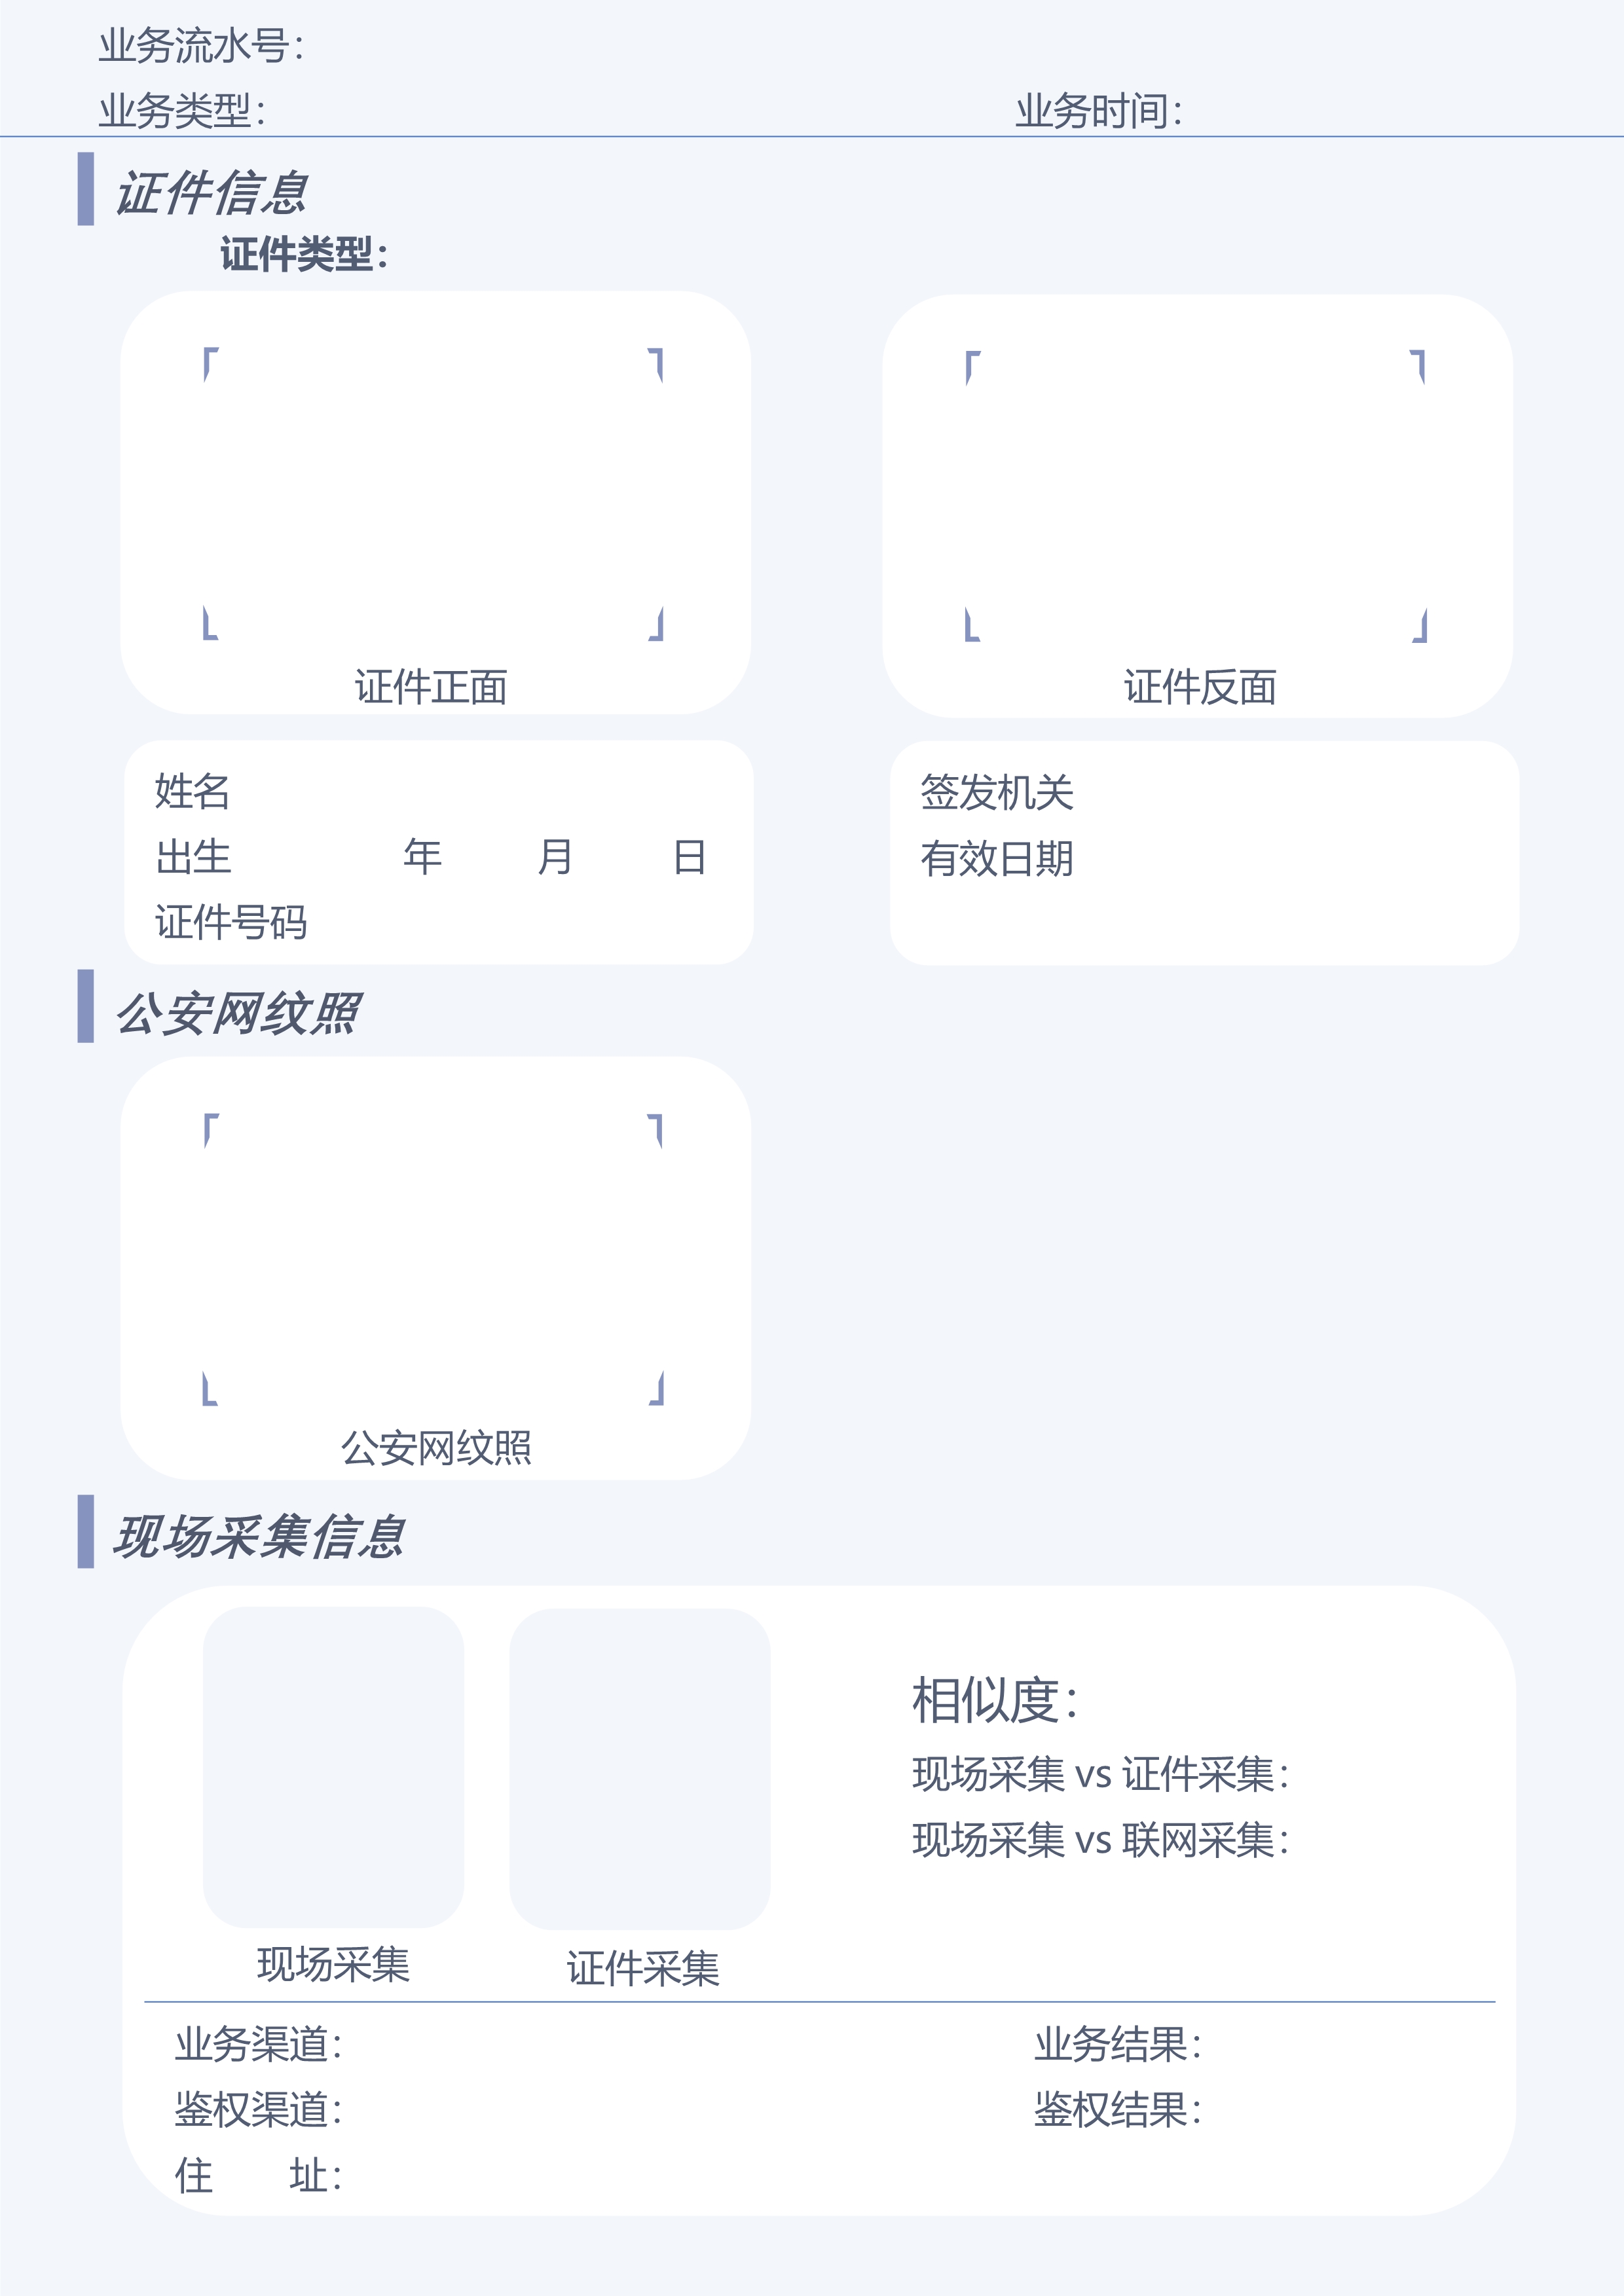 业务流水号：
业务类型： 业务时间：
证件信息
证件类型：
证件正面 证件反面
姓名 签发机关
出生 年 月 日 有效日期
证件号码
公安网纹照
公安网纹照
现场采集信息
相似度：
现场采集 vs 证件采集：
现场采集 vs 联网采集：
现场采集 证件采集
业务渠道： 业务结果：
鉴权渠道： 鉴权结果：
住 址：